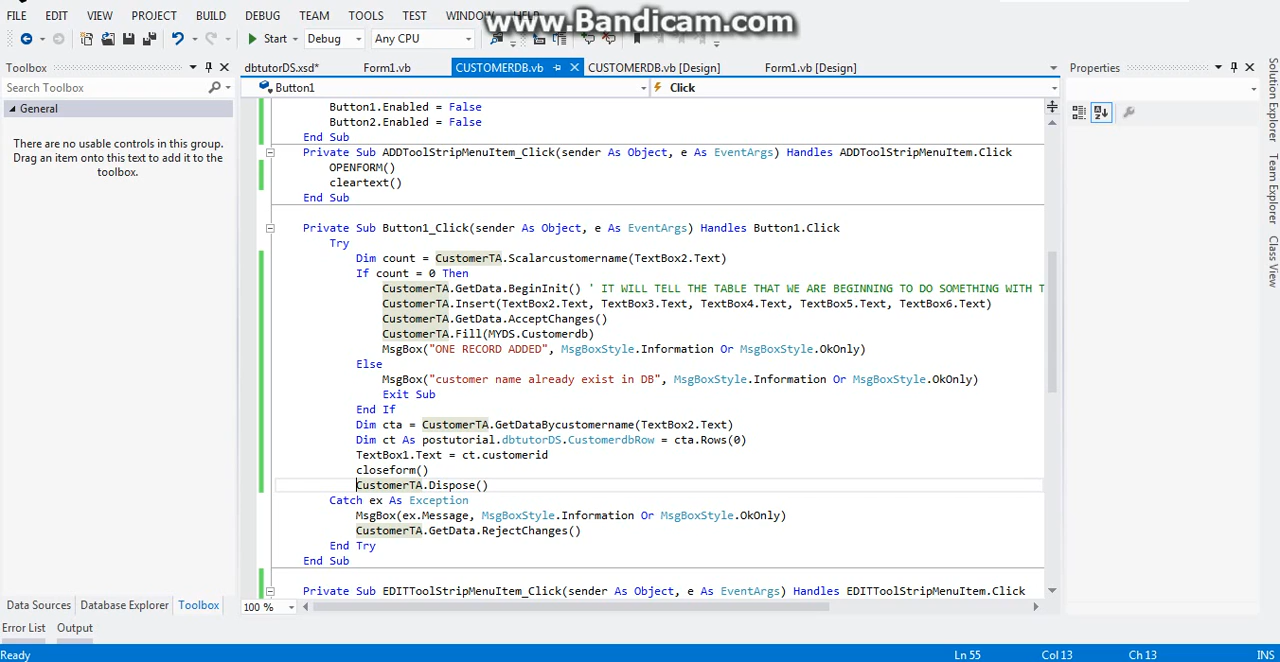 www.Bandicam.com
FILE EDIT VIEW PROJECT BUILD DEBUG TEAM TOOLS TEST WINDOW
Start Debug Any CPU
Toolbox
dbtutorDS.xsd* Form1.vb CUSTOMERDB.vb CUSTOMERDB.vb [Design] Form1.vb [Design]
Properties
Search Toolbox
Button1 Click
General
There are no usable controls in this group.
Drag an item onto this text to add it to the
toolbox.
Button1.Enabled = False
Button2.Enabled = False
End Sub
Private Sub ADDToolStripMenuItem_Click(sender As Object, e As EventArgs) Handles ADDToolStripMenuItem.Click
OPENFORM()
cleartext()
End Sub
Private Sub Button1_Click(sender As Object, e As EventArgs) Handles Button1.Click
Try
Dim count = CustomerTA.Scalarcustomername(TextBox2.Text)
If count = 0 Then
CustomerTA.GetData.BeginInit() ' IT WILL TELL THE TABLE THAT WE ARE BEGINNING TO DO SOMETHING WITH T
CustomerTA.Insert(TextBox2.Text, TextBox3.Text, TextBox4.Text, TextBox5.Text, TextBox6.Text)
CustomerTA.GetData.AcceptChanges()
CustomerTA.Fill(MYDS.Customerdb)
MsgBox("ONE RECORD ADDED", MsgBoxStyle.Information Or MsgBoxStyle.OkOnly)
Else
MsgBox("customer name already exist in DB", MsgBoxStyle.Information Or MsgBoxStyle.OkOnly)
Exit Sub
End If
Dim cta = CustomerTA.GetDataBycustomername(TextBox2.Text)
Dim ct As postutorial.dbtutorDS.CustomerdbRow = cta.Rows(0)
TextBox1.Text = ct.customerid
closeform()
CustomerTA.Dispose()
Catch ex As Exception
MsgBox(ex.Message, MsgBoxStyle.Information Or MsgBoxStyle.OkOnly)
CustomerTA.GetData.RejectChanges()
End Try
End Sub
Private Sub EDITToolStripMenuItem_Click(sender As Object, e As EventArgs) Handles EDITToolStripMenuItem.Click
100 %
Solution Explorer
Team Explorer
Class View
Data Sources Database Explorer Toolbox
Error List Output
Ready Ln 55 Col 13 Ch 13 INS